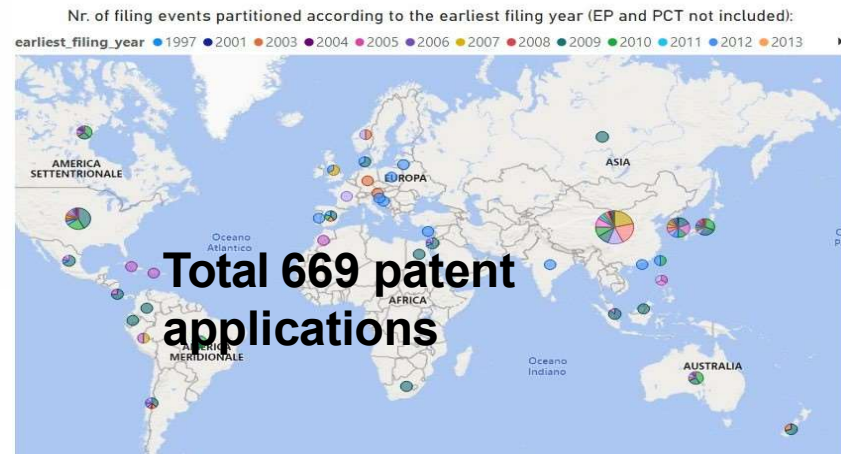 Nr. of filing events partitioned according to the earliest filing year (EP and PCT not included):
earliest_filing_year 1997 2001 2003 2004 2005 2006 2007 2008 2009 2010 2011 2012 2013
AMERICA
SETTENTRIONALE
EUROPA
ASIA
Oceano
Atlantico
Total 669 patent
applications
AFRICA
AMERICA
MERIDIONALE
Oceano
Indiano
AUSTRALIA